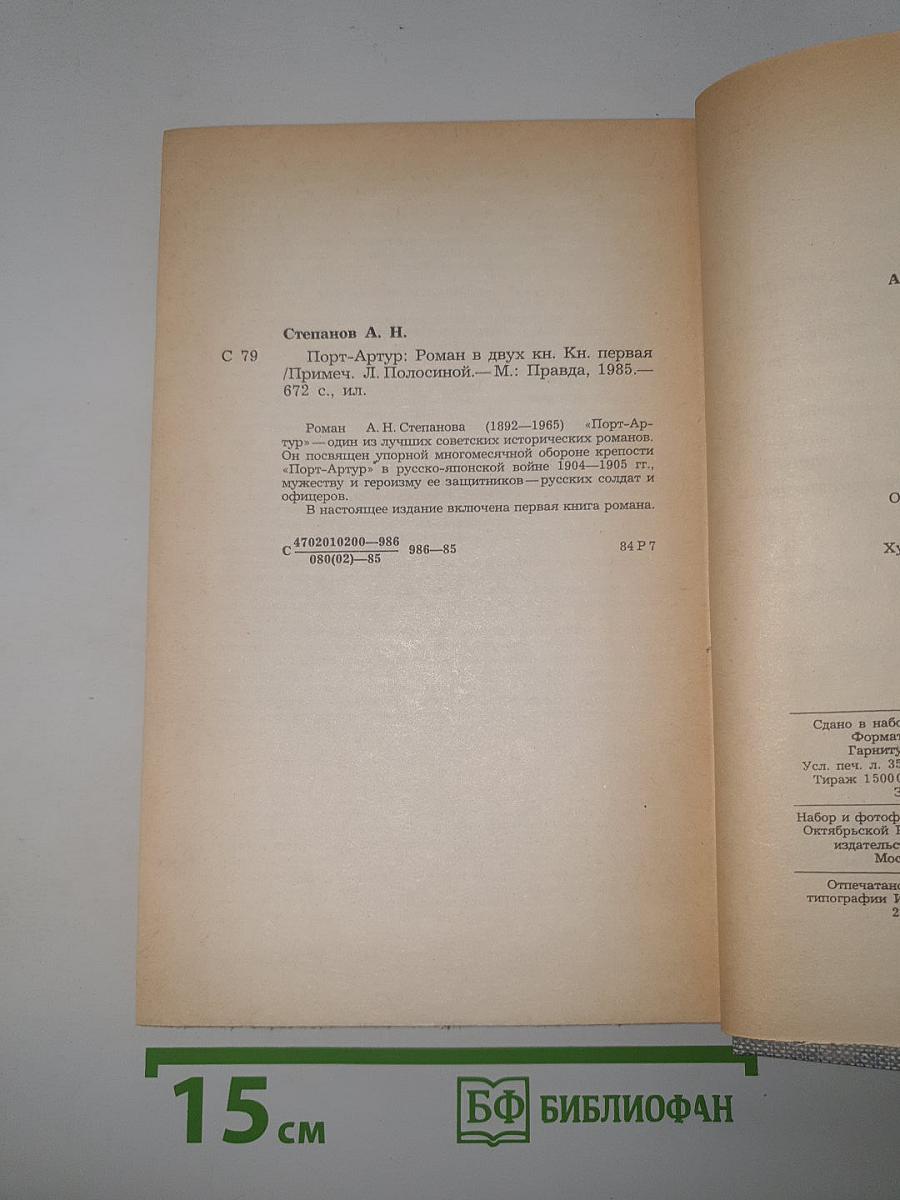 Степанов А. Н.
С 79 Порт-Артур: Роман в двух кн. Кн. первая
/Примеч. Л. Полосиной.— М.: Правда, 1985.—
672 с., ил.
Роман А. Н. Степанова (1892—1965) «Порт-Ар-
тур» — один из лучших советских исторических романов.
Он посвящен упорной многомесячной обороне крепости
«Порт-Артур" в русско-японской войне 1904—1905 гг.,
мужеству и героизму ее защитников — русских солдат и
офицеров.
В настоящее издание включена первая книга романа.
С 4702010200—986 986—85 84 Р 7
080(02)—85
Сдано в набо
Формат
Гарниту
Усл. печ. л. 35
Тираж 1500
Набор и фотоф
Октябрьской
издательс
Мос
Отпечатано
типографии И
15 см
БФ БИБЛИОФАН